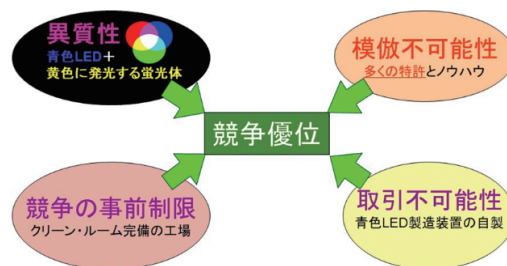 異質性
青色LED＋
黄色に発光する蛍光体
模倣不可能性
多くの特許とノウハウ
競争優位
競争の事前制限
クリーン・ルーム完備の工場
取引不可能性
青色LED製造装置の自製